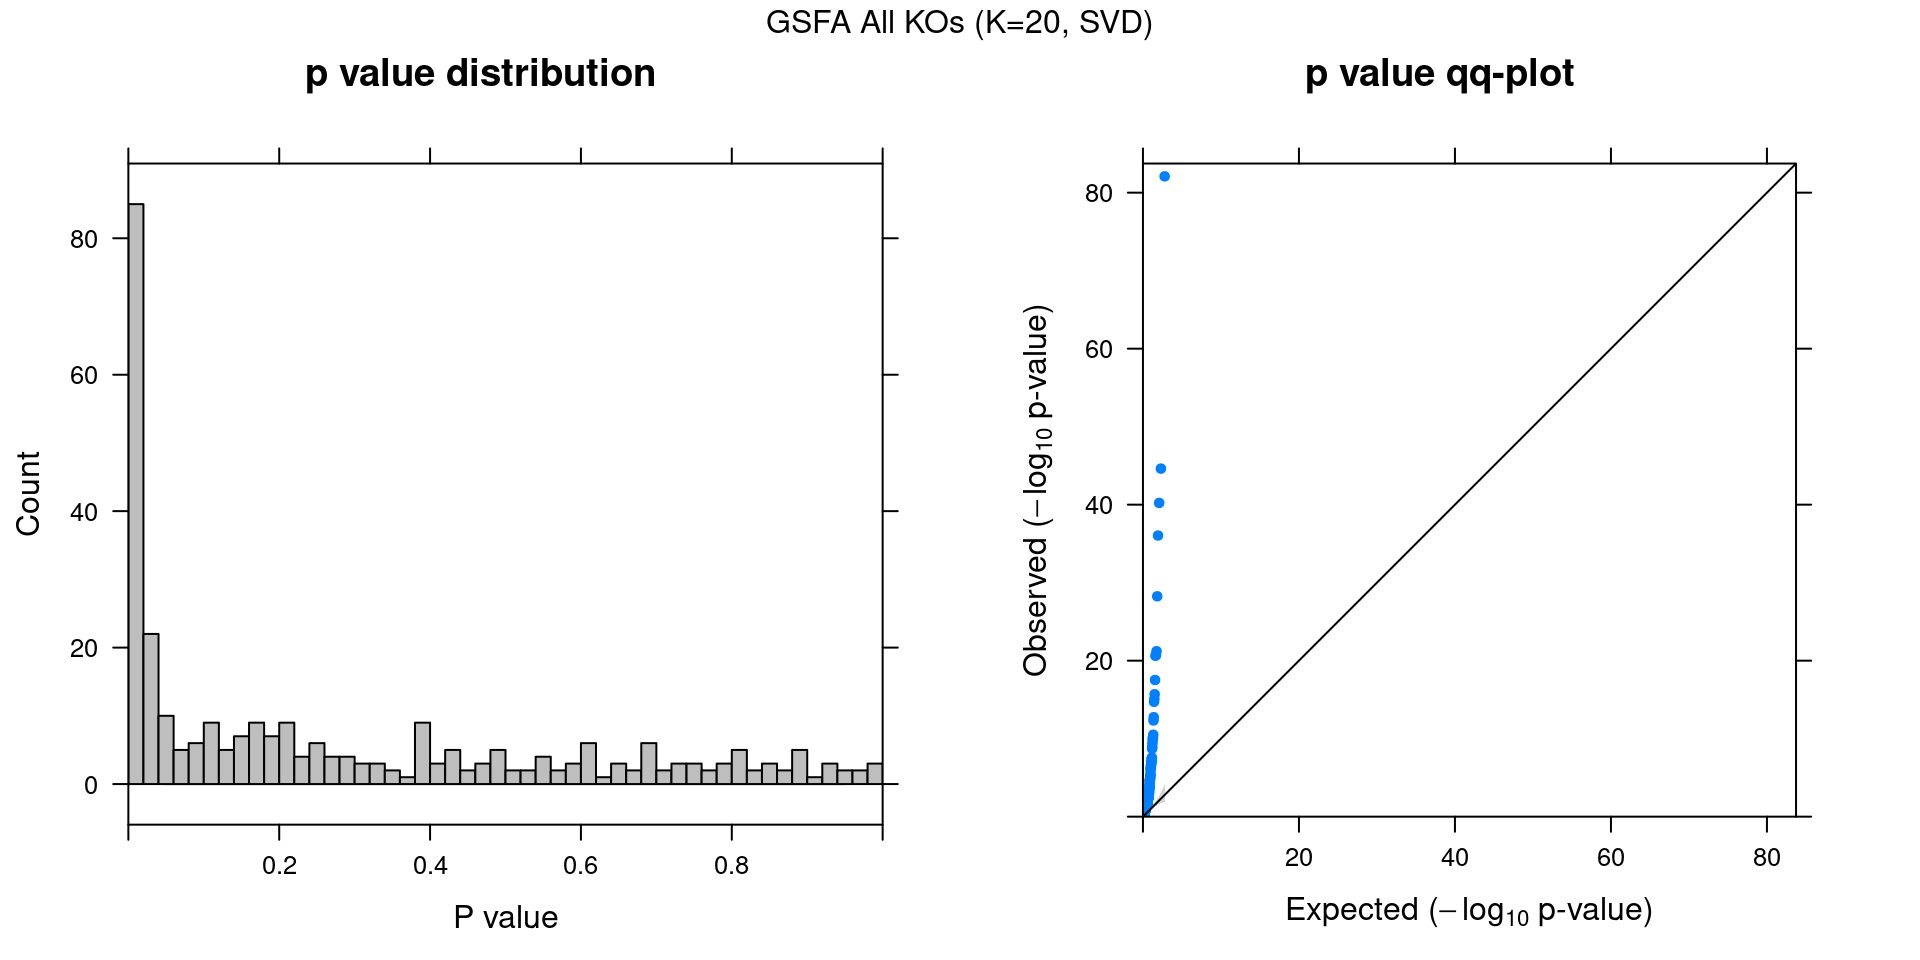 GSFA All KOs (K=20, SVD)
p value distribution
80
60
40
20
0
Count
0.2 0.4 0.6 0.8
P value
p value qq-plot
80
60
40
20
Observed (−log10 p-value)
20 40 60 80
Expected (−log10 p-value)